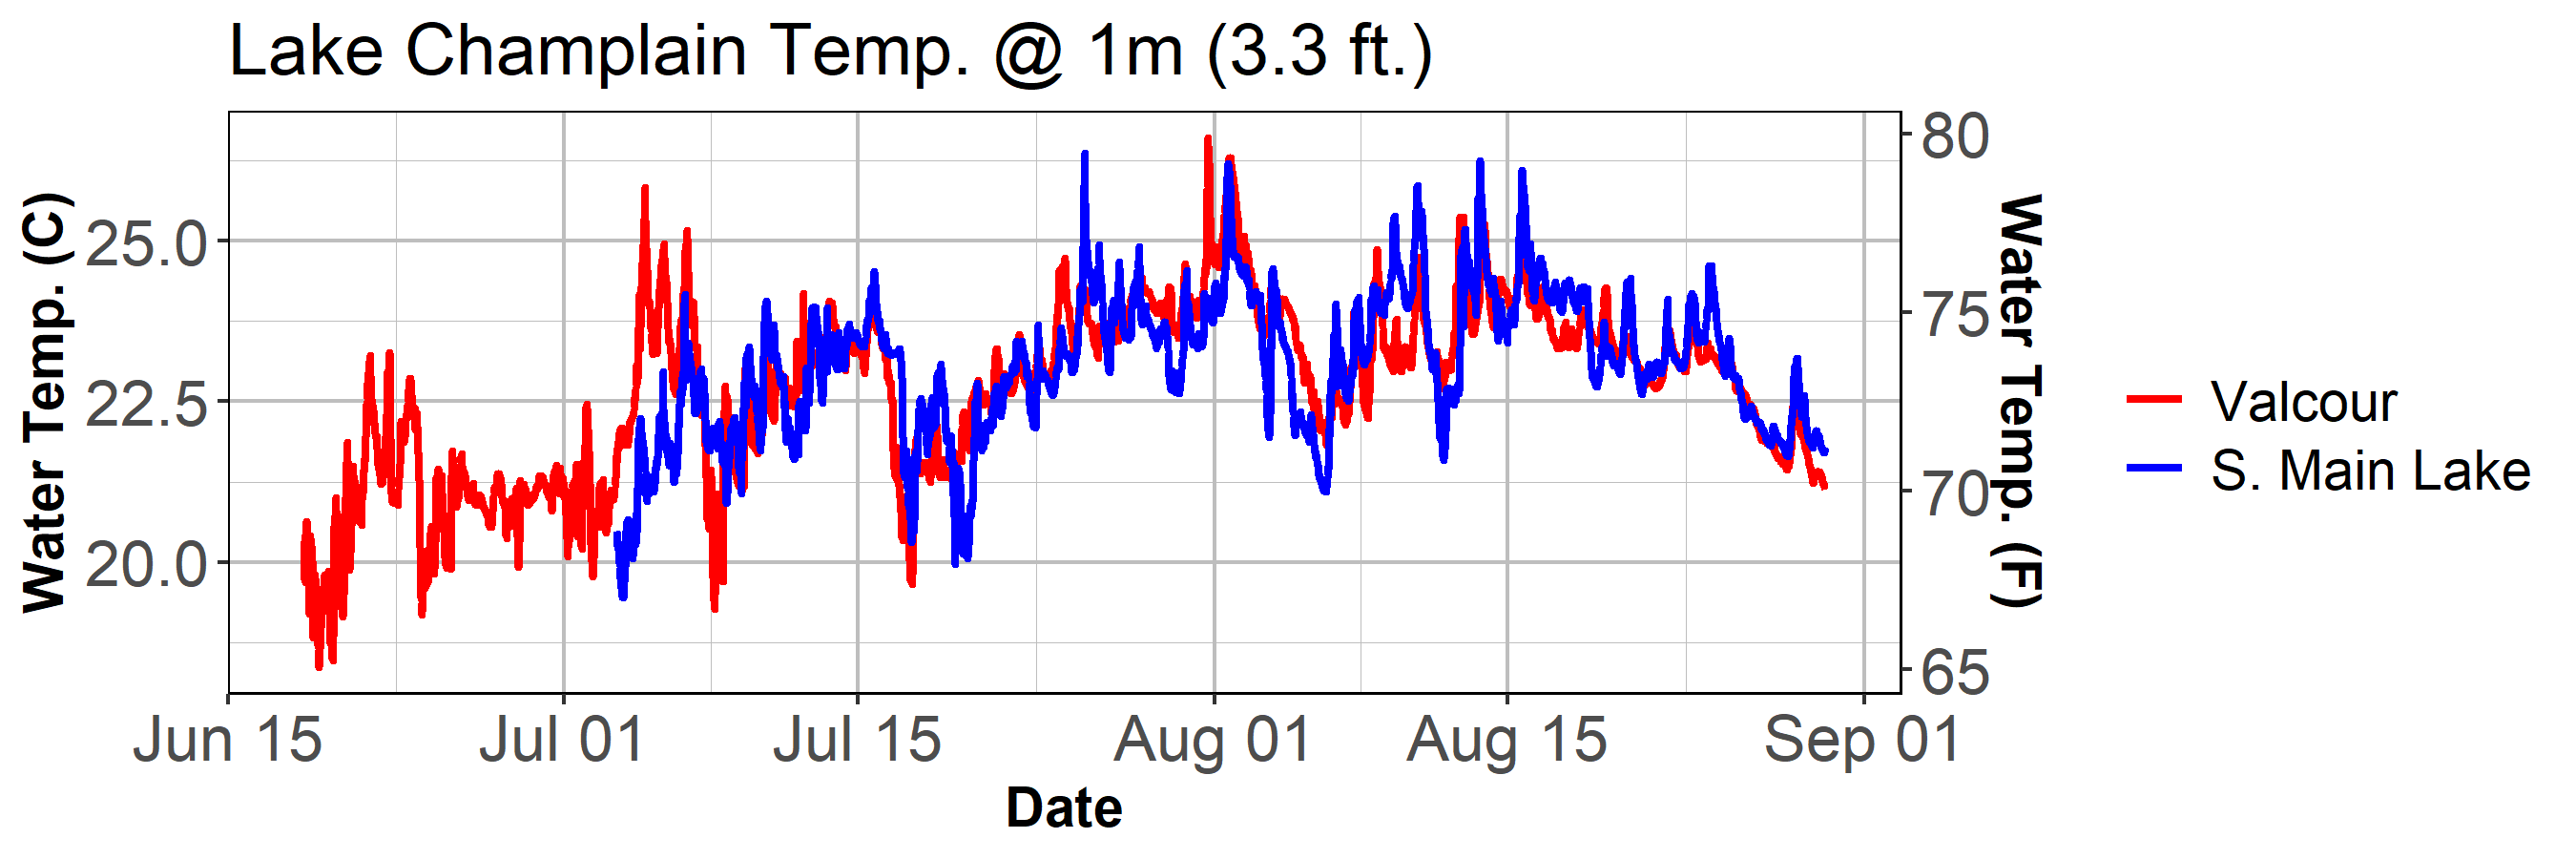 Lake Champlain Temp. @ 1m (3.3 ft.)
Water Temp. (C)
25.0
22.5
20.0
80
75
70
65
Water Temp. (F)
Jun 15 Jul 01 Jul 15 Aug 01 Aug 15 Sep 01
Date
Valcour
S. Main Lake